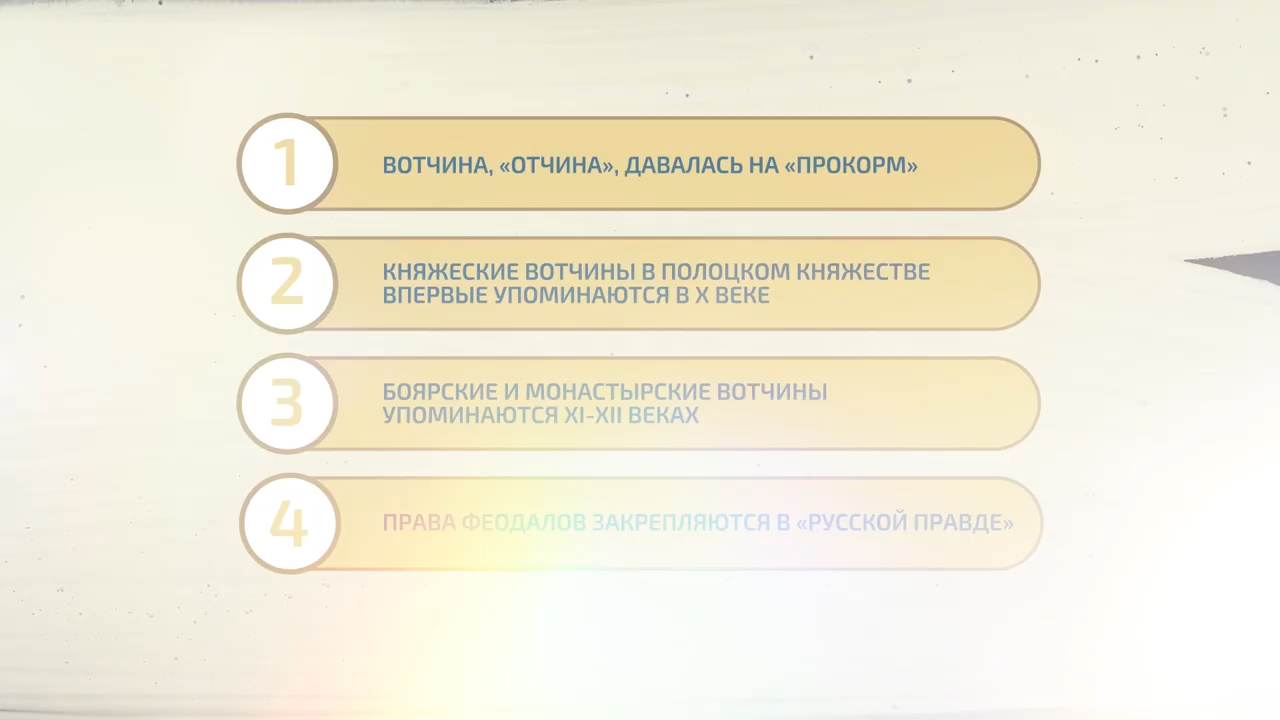 1
ВОТЧИНА, «ОТЧИНА», ДАВАЛАСЬ НА «ПРОКОРМ»
2
КНЯЖЕСКИЕ ВОТЧИНЫ В ПОЛОЦКОМ КНЯЖЕСТВЕ
ВПЕРВЫЕ УПОМИНАЮТСЯ В X ВЕКЕ
3
БОЯРСКИЕ И МОНАСТЫРСКИЕ ВОТЧИНЫ
УПОМИНАЮТСЯ XI-XII ВЕКАХ
4
ПРАВА ФЕОДАЛОВ ЗАКРЕПЛЯЮТСЯ В «РУССКОЙ ПРАВДЕ»